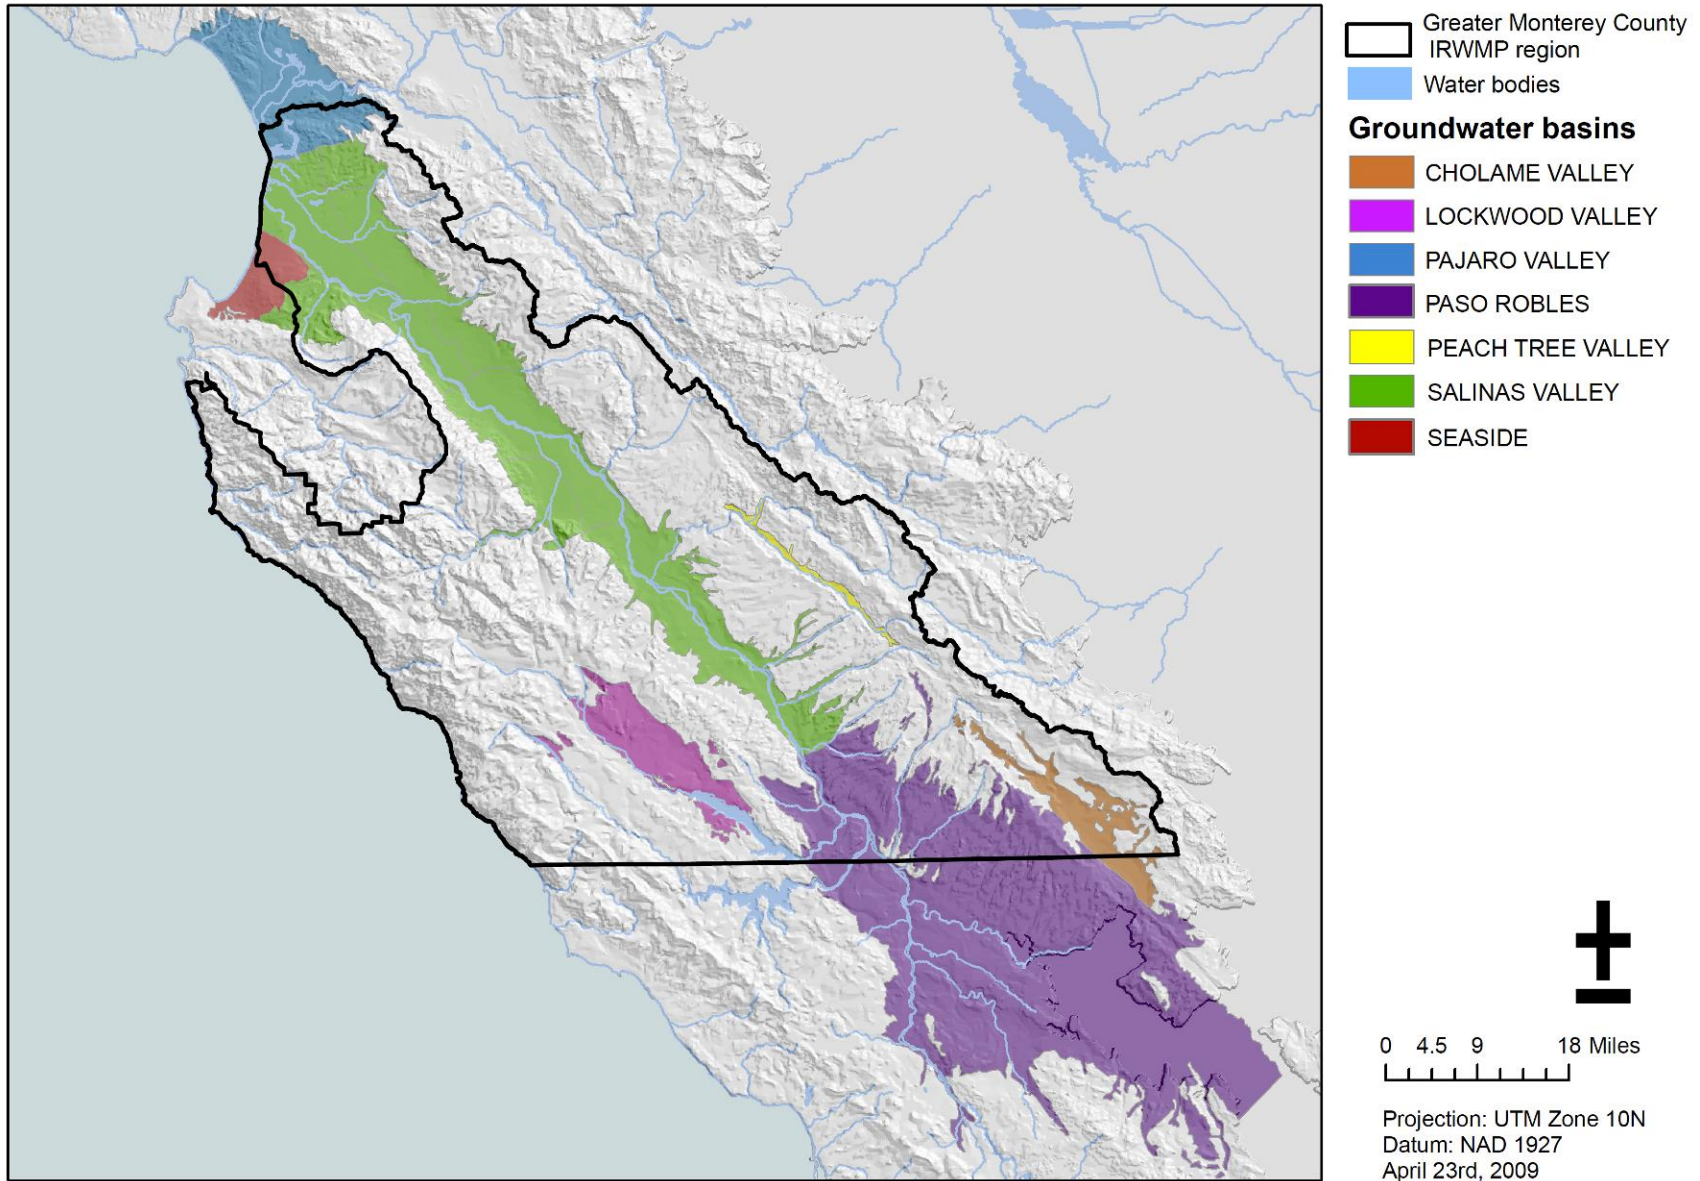 Greater Monterey County
IRWMP region
Water bodies
Groundwater basins
CHOLAME VALLEY
LOCKWOOD VALLEY
PAJARO VALLEY
PASO ROBLES
PEACH TREE VALLEY
SALINAS VALLEY
SEASIDE
0 4.5 9 18 Miles
Projection: UTM Zone 10N
Datum: NAD 1927
April 23rd, 2009